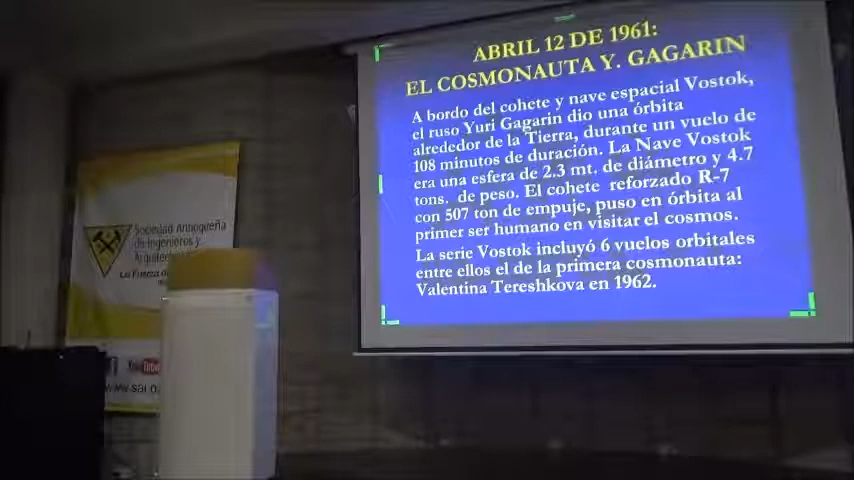 ABRIL 12 DE 1961:
EL COSMONAUTA Y. GAGARIN
A bordo del cohete y nave espacial Vostok,
el ruso Yuri Gagarin dio una órbita
alrededor de la Tierra, durante un vuelo de
108 minutos de duración. La Nave Vostok
era una esfera de 2.3 mt. de diámetro y 4.7
tons. de peso. El cohete reforzado R-7
con 507 ton de empuje, puso en órbita al
primer ser humano en visitar el cosmos.
La serie Vostok incluyó 6 vuelos orbitales
entre ellos el de la primera cosmonauta:
Valentina Tereshkova en 1962.
Sociedad Antioqueña
de Ingenieros y
La Fuerza
You Tube